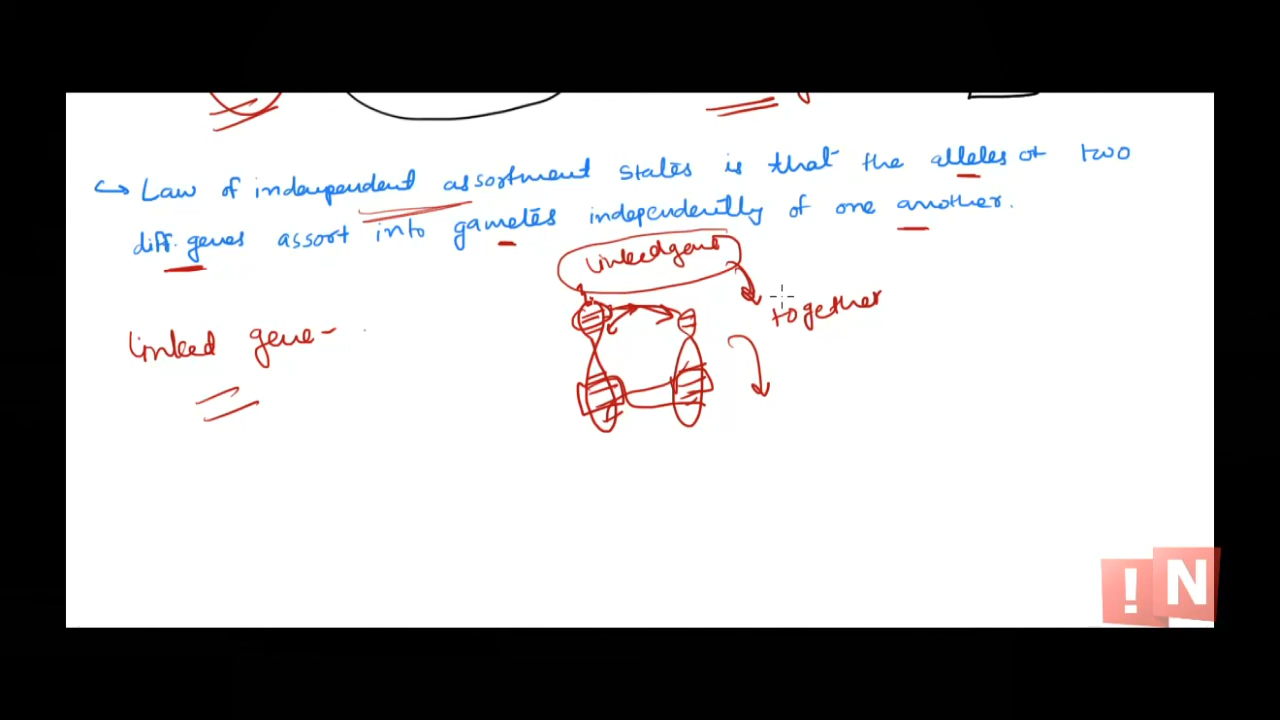 ↳ Law of independent assortment states is that the alleles of two
diff. genes assort into gametes independently of one another.
linked gene
together
linked gene -
! N